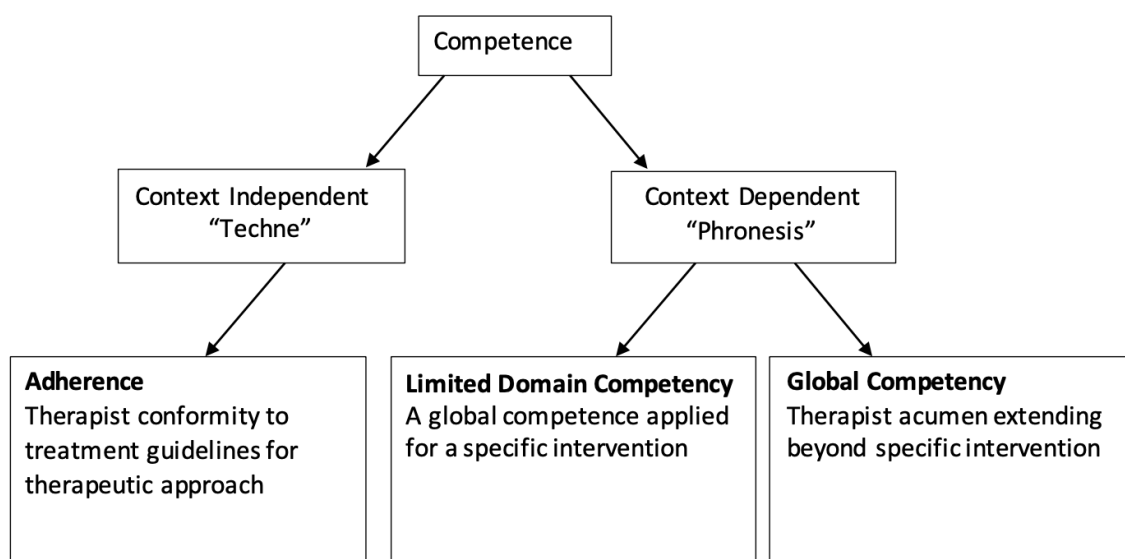 Competence
Context Independent
“Techne”
Context Dependent
“Phronesis”
Adherence
Therapist conformity to
treatment guidelines for
therapeutic approach
Limited Domain Competency
A global competence applied
for a specific intervention
Global Competency
Therapist acumen extending
beyond specific intervention